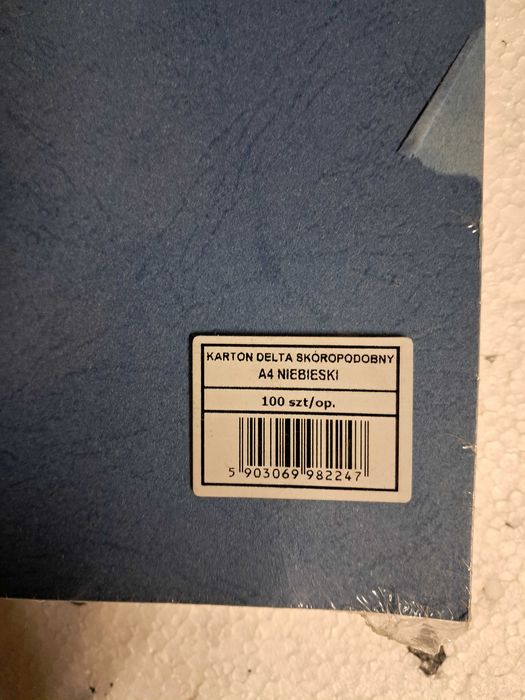 KARTON DELTA SKÓROPODOBNY
A4 NIEBIESKI
100 szt/op.
5 903069 982247